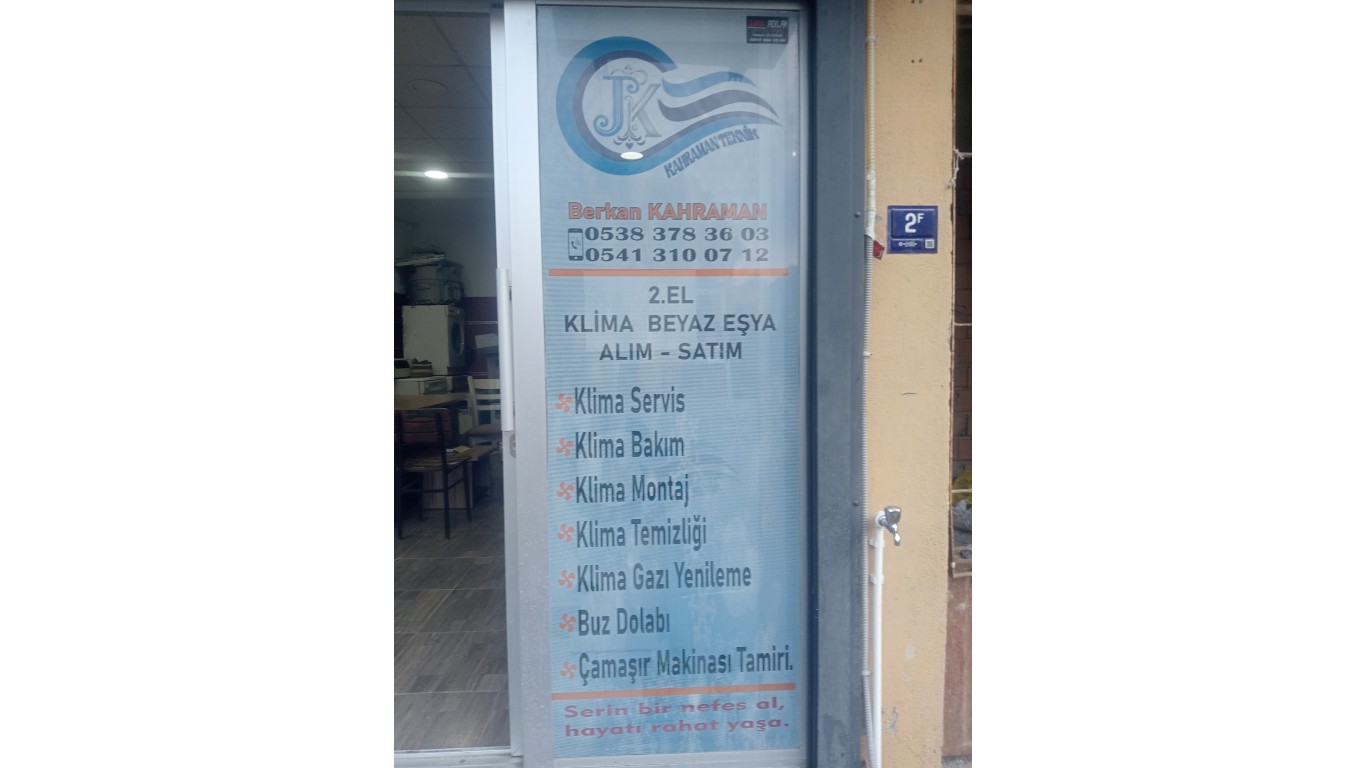 REKLAM
JK
KAHRAMAN TEKNİK
Berkan KAHRAMAN
0538 378 36 03
0541 310 07 12
2.EL
KLİMA BEYAZ EŞYA
ALIM - SATIM
Klima Servis
Klima Bakım
Klima Montaj
Klima Temizliği
Klima Gazı Yenileme
Buz Dolabı
Çamaşır Makinası Tamiri.
Serin bir nefes al,
hayatı rahat yaşa.
2F